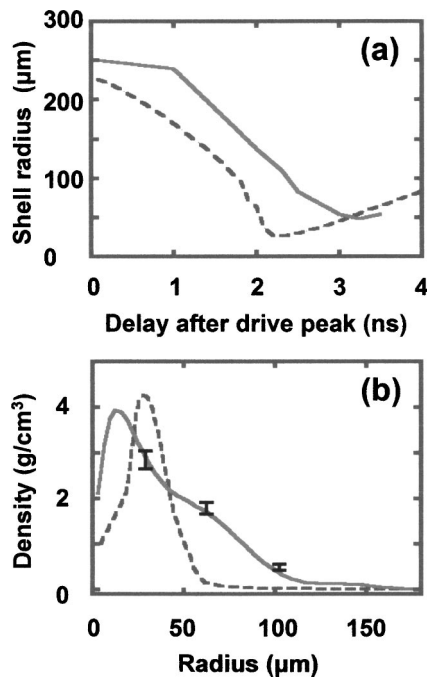 300
(a)
200
100
0
Shell radius (μm)
0 1 2 3 4
Delay after drive peak (ns)
(b)
4
2
0
Density (g/cm³)
0 50 100 150
Radius (μm)